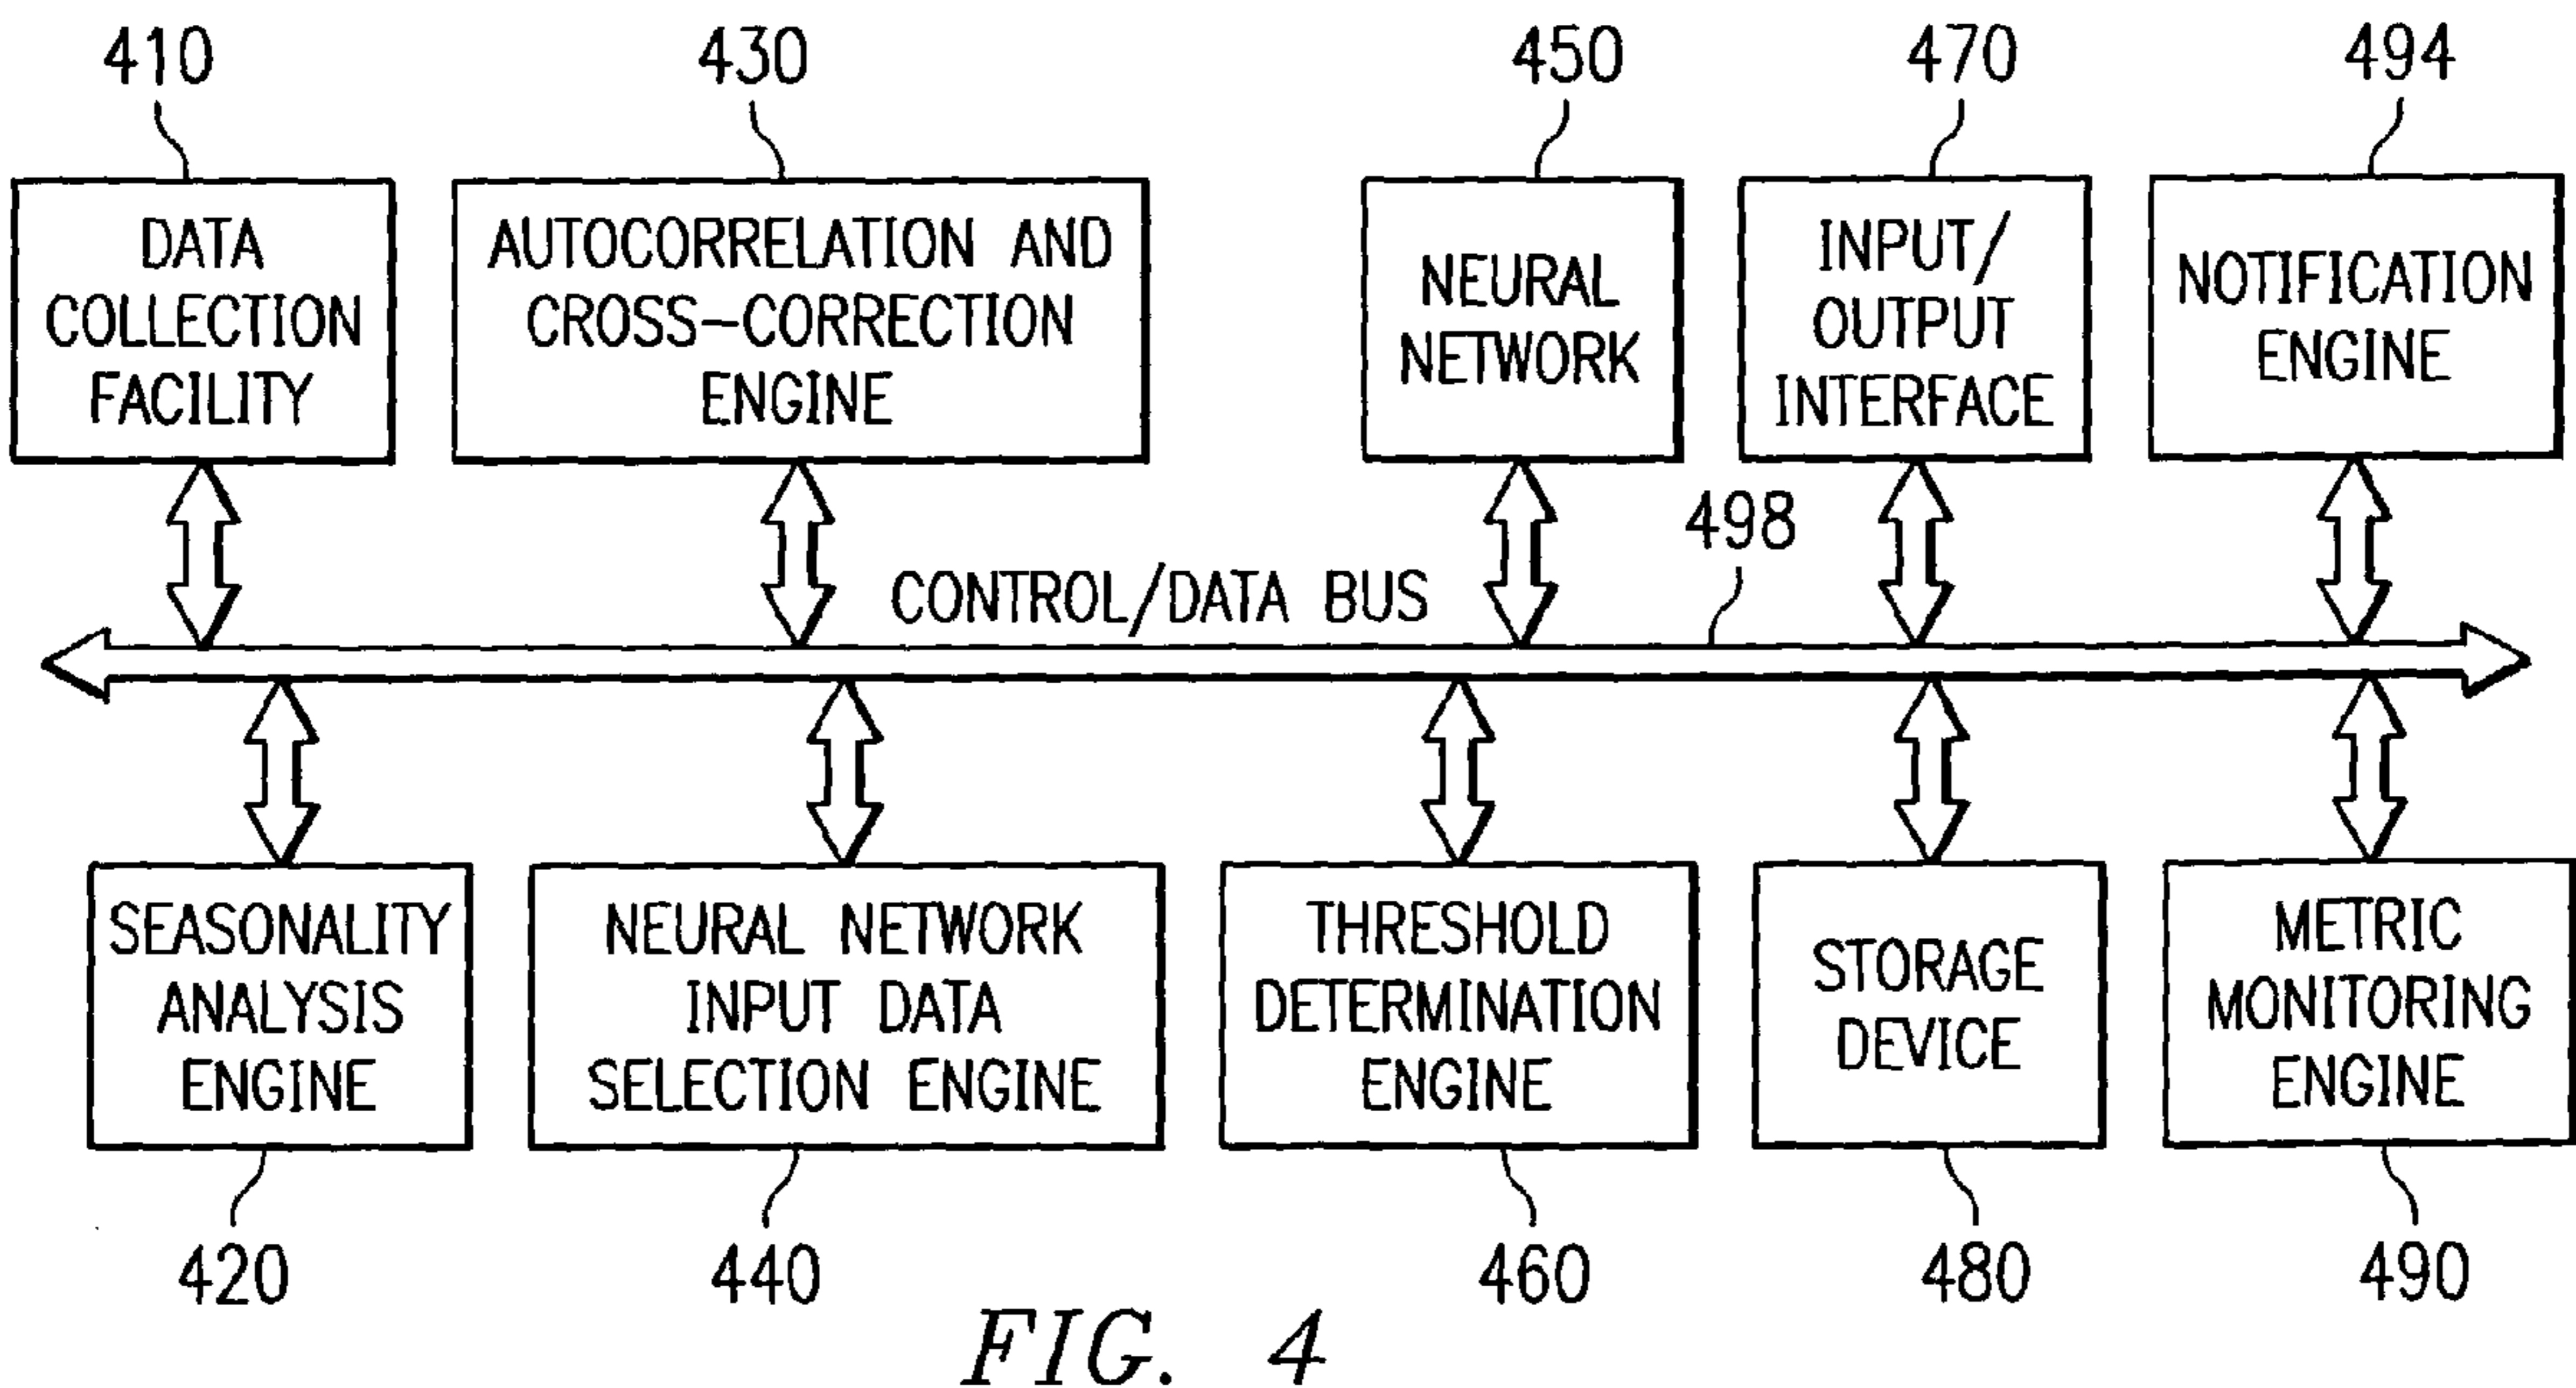 410
430
450
470
494
DATA
COLLECTION
FACILITY
AUTOCORRELATION AND
CROSS-CORRECTION
ENGINE
NEURAL
NETWORK
INPUT/
OUTPUT
INTERFACE
NOTIFICATION
ENGINE
498
CONTROL/DATA BUS
SEASONALITY
ANALYSIS
ENGINE
NEURAL NETWORK
INPUT DATA
SELECTION ENGINE
THRESHOLD
DETERMINATION
ENGINE
STORAGE
DEVICE
METRIC
MONITORING
ENGINE
420
440
460
480
490
FIG. 4